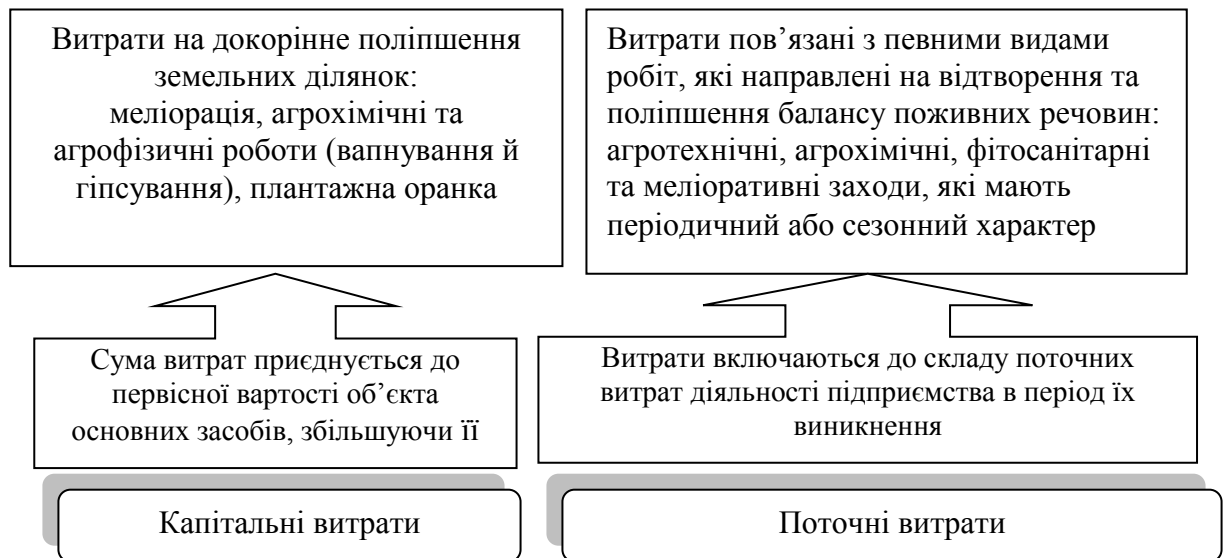 Витрати на докорінне поліпшення
земельних ділянок:
меліорація, агрохімічні та
агрофізичні роботи (вапнування й
гіпсування), плантажна оранка
Витрати пов’язані з певними видами
робіт, які направлені на відтворення та
поліпшення балансу поживних речовин:
агротехнічні, агрохімічні, фітосанітарні
та меліоративні заходи, які мають
періодичний або сезонний характер
Сума витрат приєднується до
первісної вартості об’єкта
основних засобів, збільшуючи її
Витрати включаються до складу поточних
витрат діяльності підприємства в період їх
виникнення
Капітальні витрати
Поточні витрати